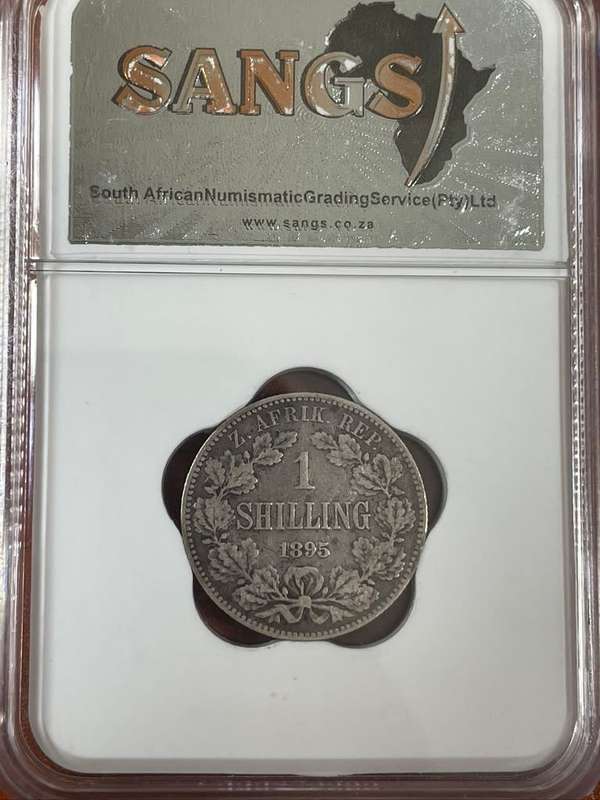 SANGS
South AfricanNumismaticGradingService(Pty)Ltd
www.sangs.co.za
Z. AFRIK. REP.
1
SHILLING
1895